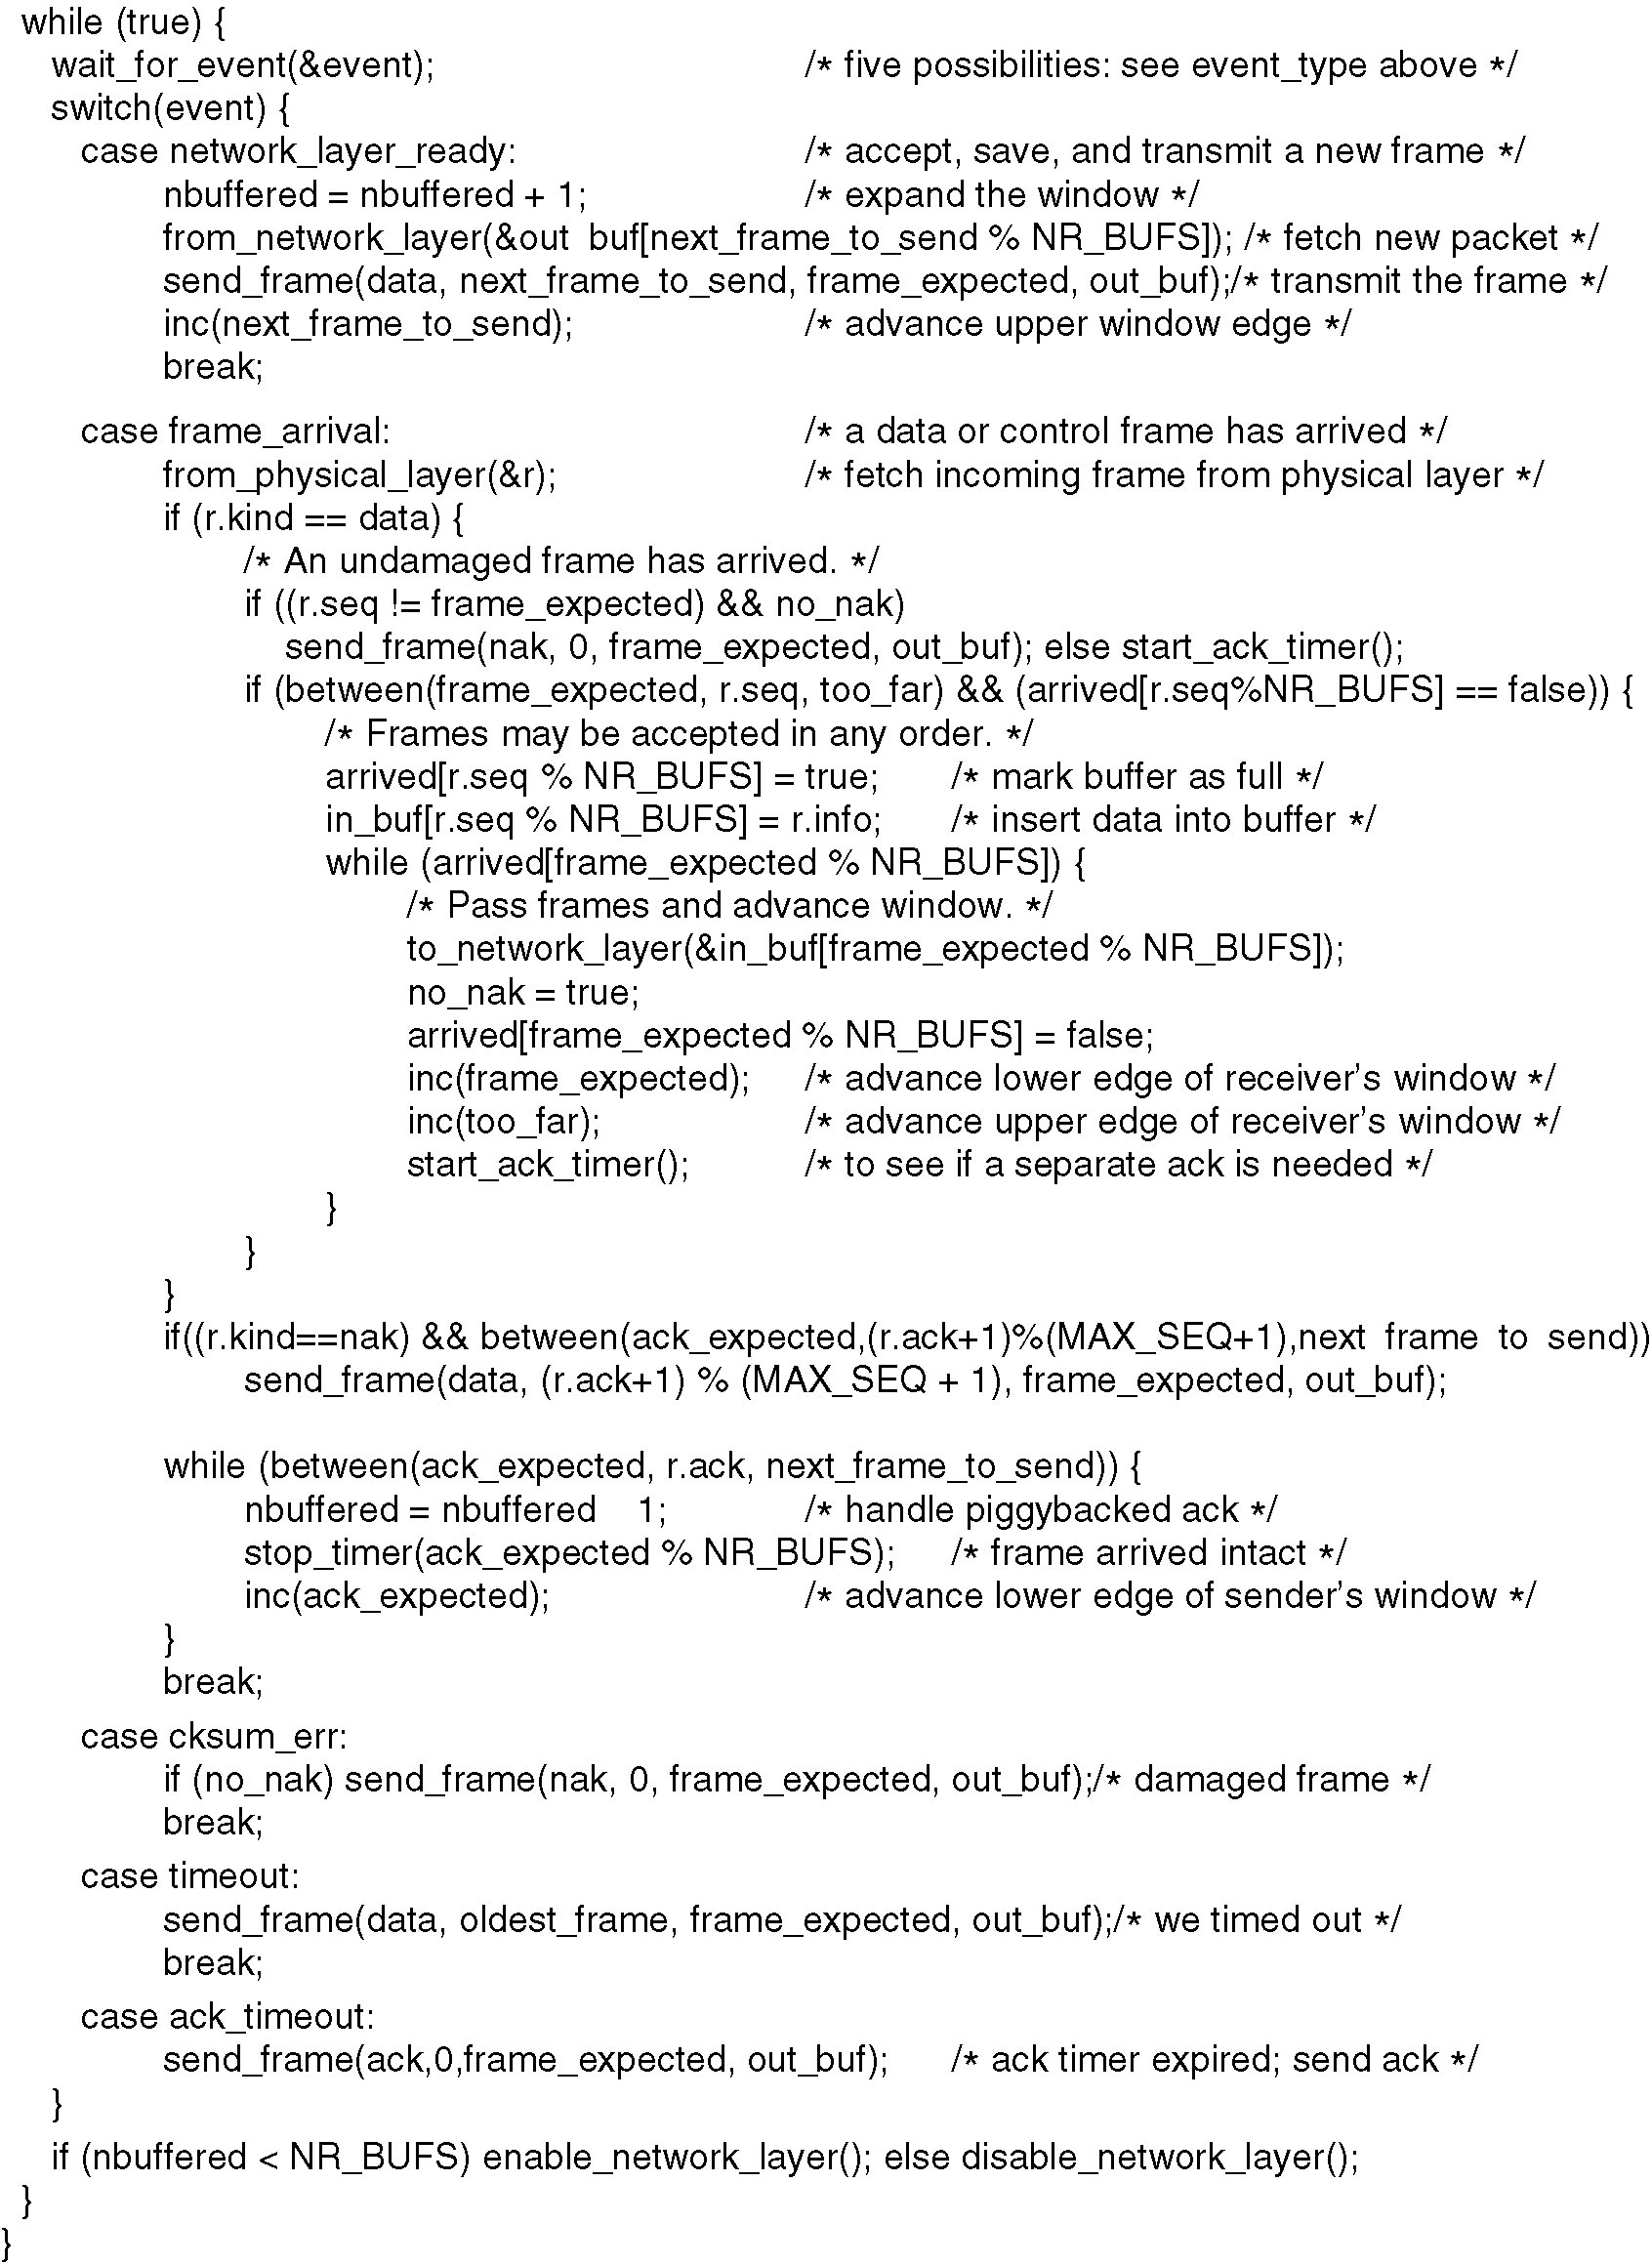 while (true) {
wait_for_event(&event); /* five possibilities: see event_type above */
switch(event) {
case network_layer_ready: /* accept, save, and transmit a new frame */
nbuffered = nbuffered + 1; /* expand the window */
from_network_layer(&out buf[next_frame_to_send % NR_BUFS]); /* fetch new packet */
send_frame(data, next_frame_to_send, frame_expected, out_buf);/* transmit the frame */
inc(next_frame_to_send); /* advance upper window edge */
break;
case frame_arrival: /* a data or control frame has arrived */
from_physical_layer(&r); /* fetch incoming frame from physical layer */
if (r.kind == data) {
/* An undamaged frame has arrived. */
if ((r.seq != frame_expected) && no_nak)
send_frame(nak, 0, frame_expected, out_buf); else start_ack_timer();
if (between(frame_expected, r.seq, too_far) && (arrived[r.seq%NR_BUFS] == false)) {
/* Frames may be accepted in any order. */
arrived[r.seq % NR_BUFS] = true; /* mark buffer as full */
in_buf[r.seq % NR_BUFS] = r.info; /* insert data into buffer */
while (arrived[frame_expected % NR_BUFS]) {
/* Pass frames and advance window. */
to_network_layer(&in_buf[frame_expected % NR_BUFS]);
no_nak = true;
arrived[frame_expected % NR_BUFS] = false;
inc(frame_expected); /* advance lower edge of receiver's window */
inc(too_far); /* advance upper edge of receiver's window */
start_ack_timer(); /* to see if a separate ack is needed */
}
}
}
if((r.kind==nak) && between(ack_expected,(r.ack+1)%(MAX_SEQ+1),next frame to send))
send_frame(data, (r.ack+1) % (MAX_SEQ + 1), frame_expected, out_buf);
while (between(ack_expected, r.ack, next_frame_to_send)) {
nbuffered = nbuffered 1; /* handle piggybacked ack */
stop_timer(ack_expected % NR_BUFS); /* frame arrived intact */
inc(ack_expected); /* advance lower edge of sender's window */
}
break;
case cksum_err:
if (no_nak) send_frame(nak, 0, frame_expected, out_buf);/* damaged frame */
break;
case timeout:
send_frame(data, oldest_frame, frame_expected, out_buf);/* we timed out */
break;
case ack_timeout:
send_frame(ack,0,frame_expected, out_buf); /* ack timer expired; send ack */
}
if (nbuffered < NR_BUFS) enable_network_layer(); else disable_network_layer();
}
}